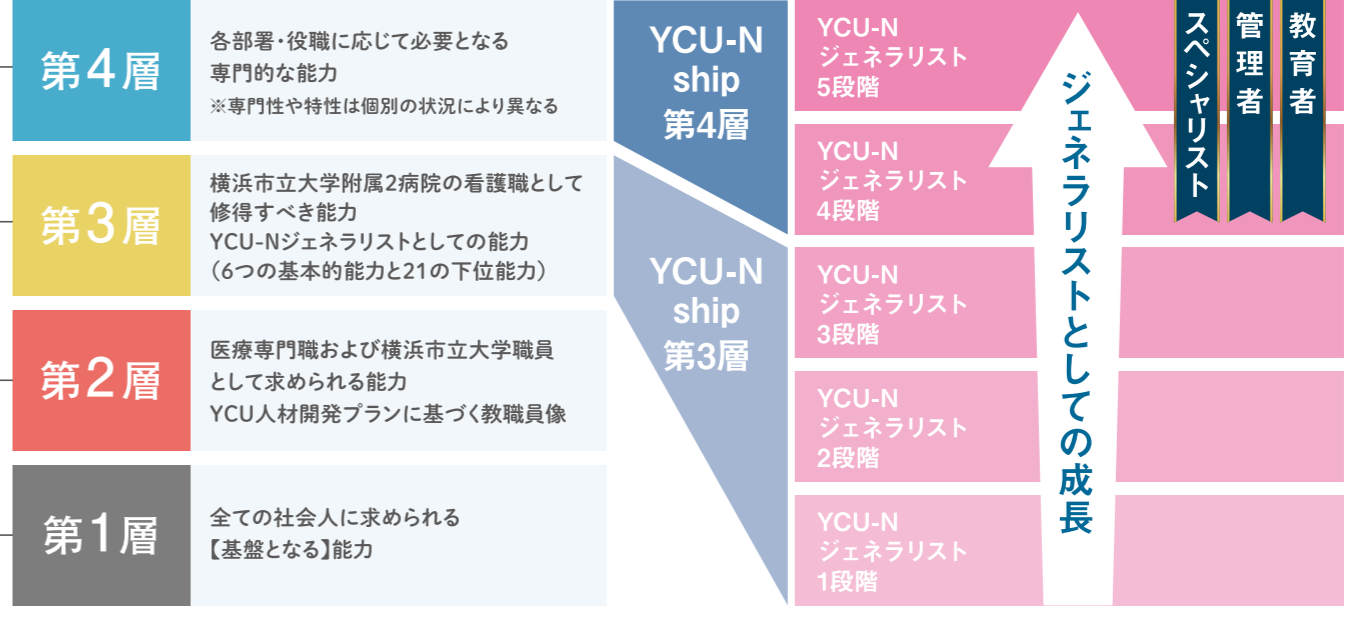 第4層
各部署・役職に応じて必要となる
専門的な能力
※専門性や特性は個別の状況により異なる
第3層
横浜市立大学附属2病院の看護職として
修得すべき能力
YCU-Nジェネラリストとしての能力
（6つの基本的能力と21の下位能力）
第2層
医療専門職および横浜市立大学職員
として求められる能力
YCU人材開発プランに基づく教職員像
第1層
全ての社会人に求められる
【基盤となる】能力
YCU-N
ship
第4層
YCU-N
ship
第3層
YCU-N
ジェネラリスト
5段階
YCU-N
ジェネラリスト
4段階
YCU-N
ジェネラリスト
3段階
YCU-N
ジェネラリスト
2段階
YCU-N
ジェネラリスト
1段階
ジェネラリストとしての成長
スペシャリスト
管理者
教育者